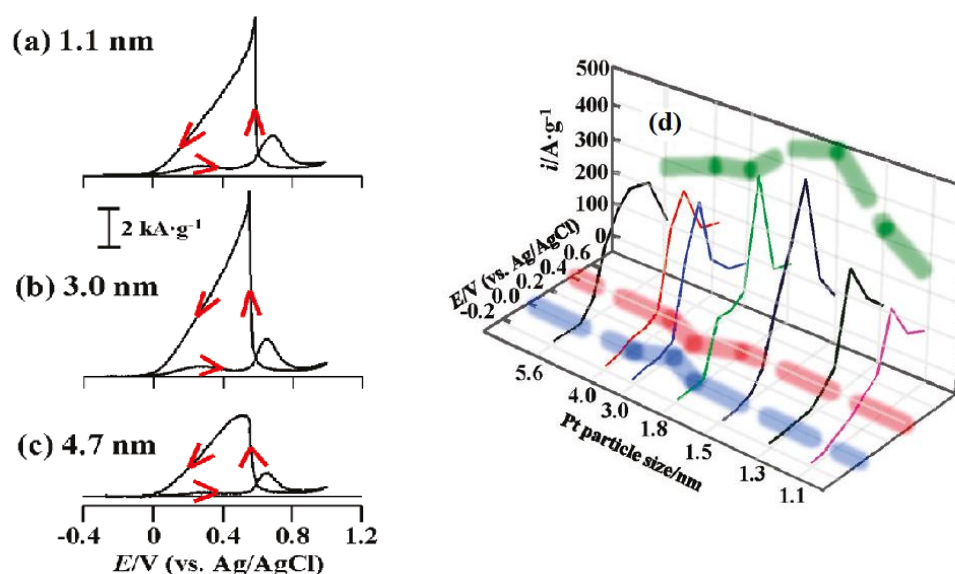 (a) 1.1 nm
2 kA·g⁻¹
(b) 3.0 nm
(c) 4.7 nm
-0.4 0 0.4 0.8 1.2
E/V (vs. Ag/AgCl)
(d)
i/A·g⁻¹
500
400
300
200
100
0
E/V (vs. Ag/AgCl)
0.6
0.4
0.2
0.0
-0.2
5.6
4.0
3.0
1.8
1.5
1.3
1.1
Pt particle size/nm